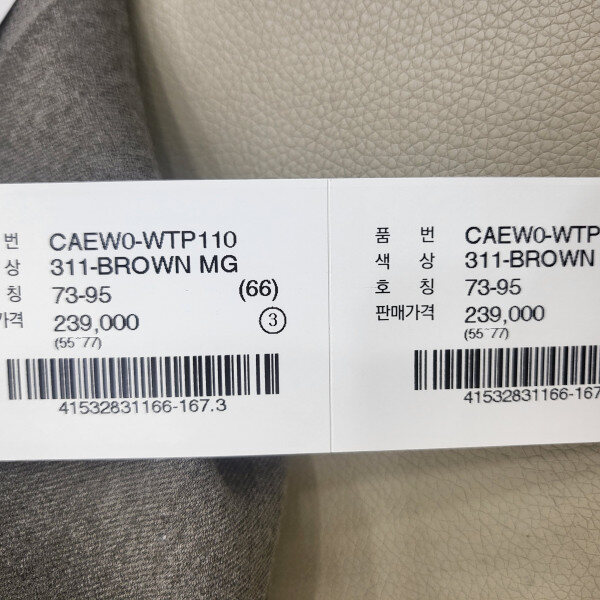 번 CAEW0-WTP110
상 311-BROWN MG
칭 73-95 (66)
가격 239,000 ③
(55~77)
41532831166-167.3
품 번 CAEW0-WTP
색 상 311-BROWN
호 칭 73-95
판매가격 239,000
(55~77)
41532831166-167